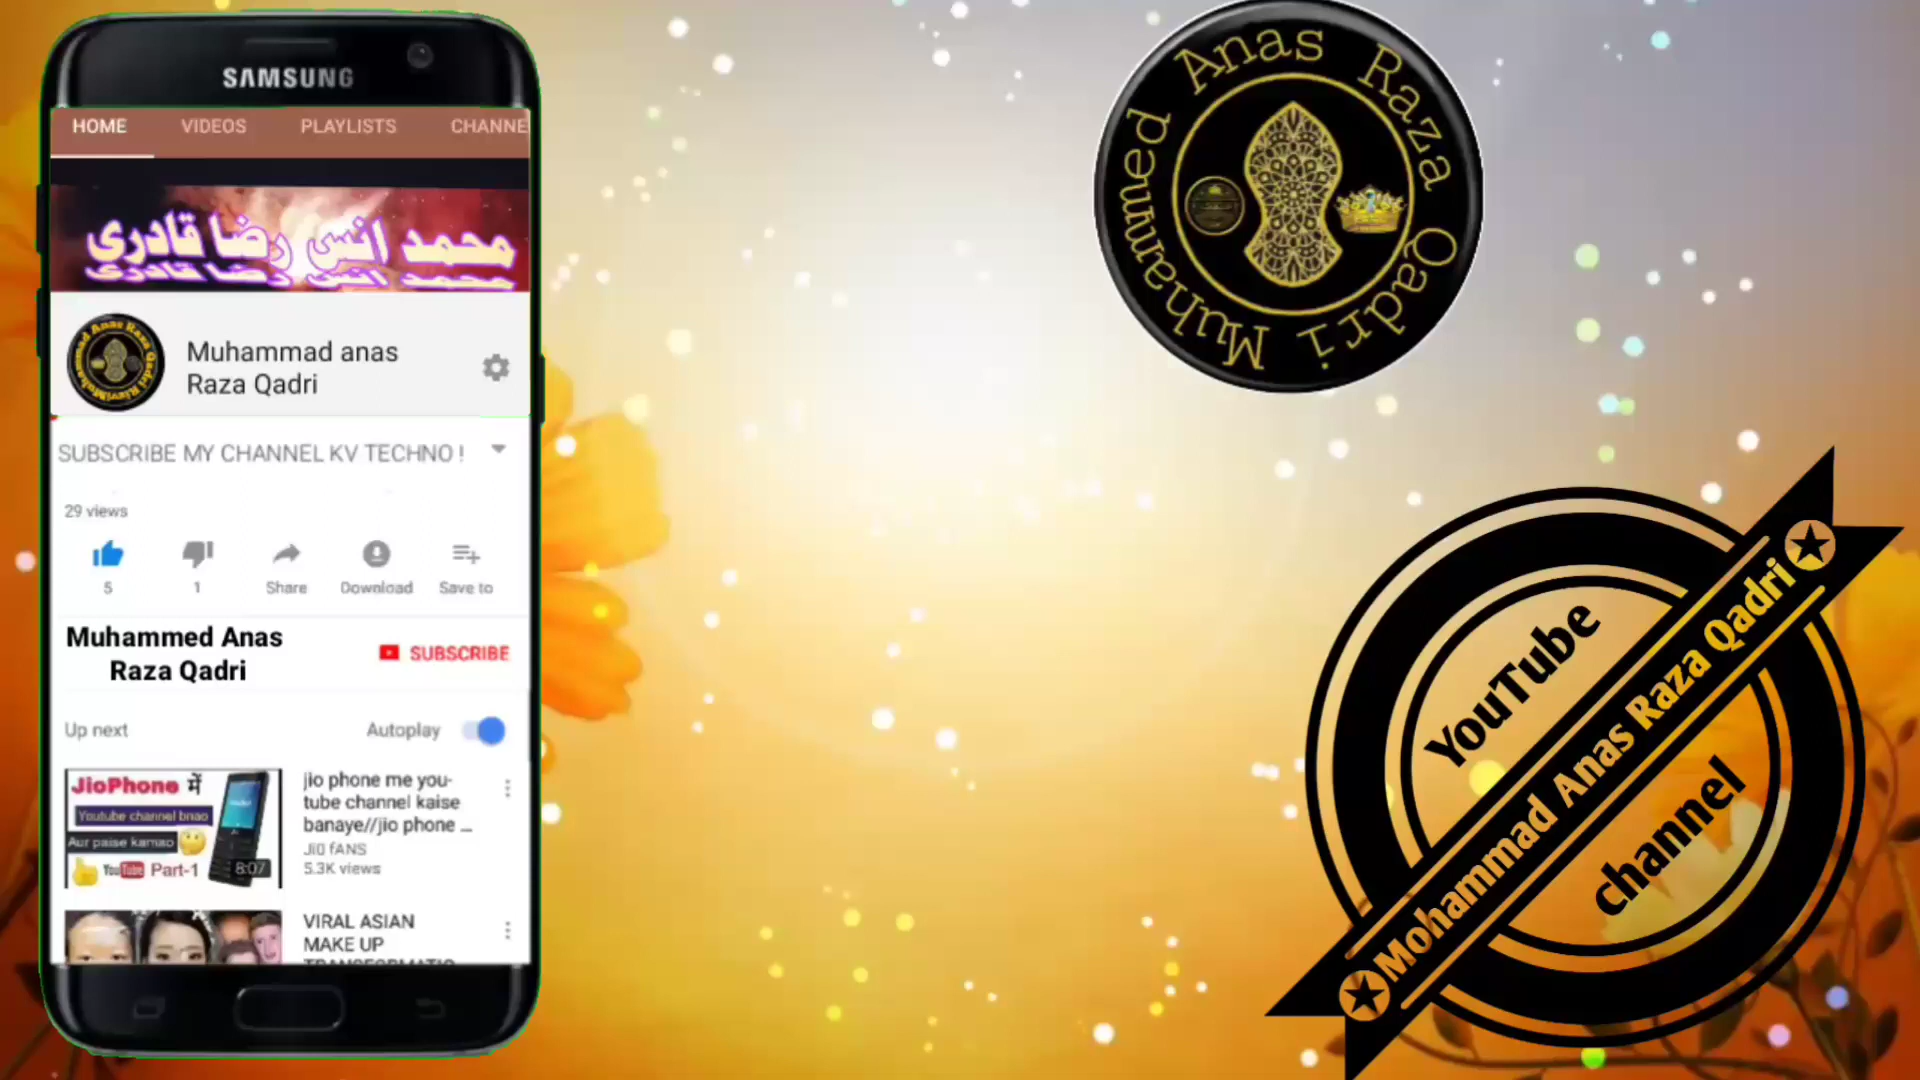 SAMSUNG
HOME VIDEOS PLAYLISTS CHANNE
محمد انس رضا قادری
Muhammad anas
Raza Qadri
SUBSCRIBE MY CHANNEL KV TECHNO !
29 views
5 1 Share Download Save to
Muhammed Anas
Raza Qadri
SUBSCRIBE
Up next Autoplay
JioPhone में
Youtube channel bnao
Aur paise kamao
YouTube Part-1
8:07
jio phone me you-
tube channel kaise
banaye//jio phone ...
JiO fANS
5.3K views
VIRAL ASIAN
MAKE UP
TRANSFORMATIO
Muhammed Anas Raza Qadri
YouTube
Mohammad Anas Raza Qadri
channel